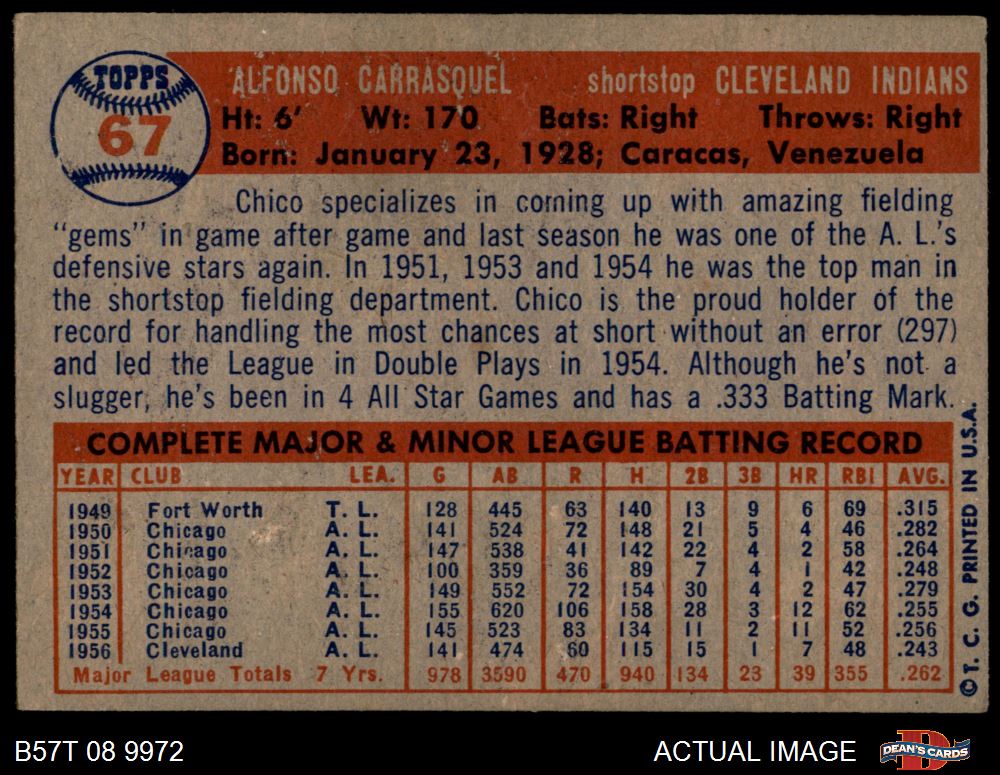 TOPPS
67
ALFONSO CARRASQUEL shortstop CLEVELAND INDIANS
Ht: 6' Wt: 170 Bats: Right Throws: Right
Born: January 23, 1928; Caracas, Venezuela
Chico specializes in coming up with amazing fielding
"gems" in game after game and last season he was one of the A. L.'s
defensive stars again. In 1951, 1953 and 1954 he was the top man in
the shortstop fielding department. Chico is the proud holder of the
record for handling the most chances at short without an error (297)
and led the League in Double Plays in 1954. Although he's not a
slugger, he's been in 4 All Star Games and has a .333 Batting Mark.
COMPLETE MAJOR & MINOR LEAGUE BATTING RECORD
YEAR CLUB LEA. G AB R H 2B 3B HR RBI AVG.
1949 Fort Worth T. L. 128 445 63 140 13 9 6 69 .315
1950 Chicago A. L. 141 524 72 148 21 5 4 46 .282
1951 Chicago A. L. 147 538 41 142 22 4 2 58 .264
1952 Chicago A. L. 100 359 36 89 7 4 1 42 .248
1953 Chicago A. L. 149 552 72 154 30 4 2 47 .279
1954 Chicago A. L. 155 620 106 158 28 3 12 62 .255
1955 Chicago A. L. 145 523 83 134 11 2 11 52 .256
1956 Cleveland A. L. 141 474 60 115 15 1 7 48 .243
Major League Totals 7 Yrs. 978 3590 470 940 134 23 39 355 .262
© T. C. G. PRINTED IN U.S.A.
B57T 08 9972
ACTUAL IMAGE
D
DEAN'S CARDS